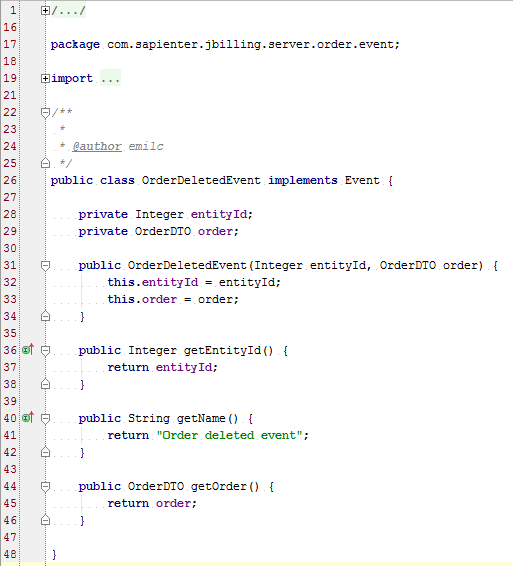 1 /.../
16
17 package com.sapienter.jbilling.server.order.event;
18
19 import ...
21
22 /**
23  *
24  * @author emilc
25  */
26 public class OrderDeletedEvent implements Event {
27
28     private Integer entityId;
29     private OrderDTO order;
30
31     public OrderDeletedEvent(Integer entityId, OrderDTO order) {
32         this.entityId = entityId;
33         this.order = order;
34     }
35
36     public Integer getEntityId() {
37         return entityId;
38     }
39
40     public String getName() {
41         return "Order deleted event";
42     }
43
44     public OrderDTO getOrder() {
45         return order;
46     }
47
48 }